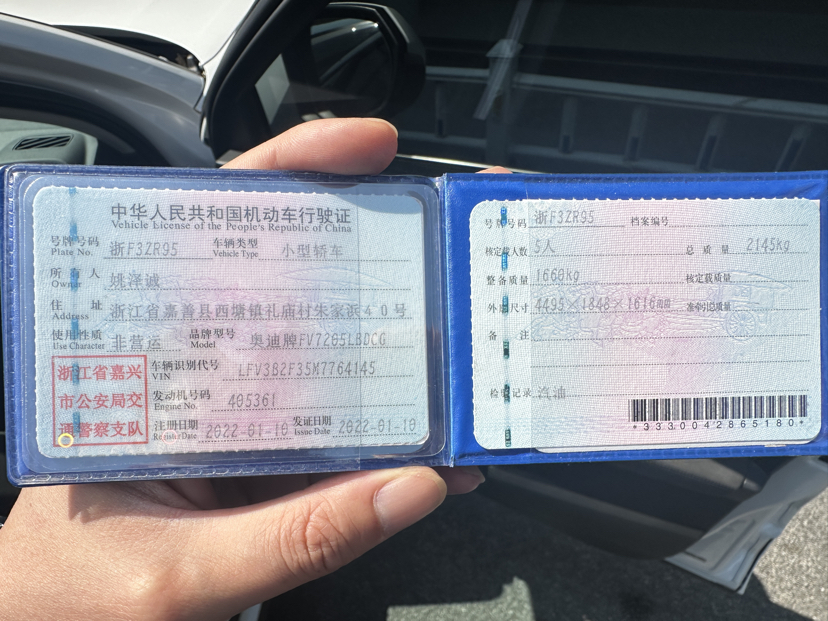 中华人民共和国机动车行驶证
Vehicle License of the People's Republic of China
号牌号码 浙F3ZR95 车辆类型 小型轿车
Plate No. Vehicle Type
所有人 姚泽诚
Owner
住址 浙江省嘉善县西塘镇礼庙村朱家浜40号
Address
使用性质 非营运 品牌型号 奥迪牌FV7205LBDCG
Use Character Model
浙江省嘉兴
市公安局交
通警察支队
车辆识别代号 LFV3B2F35M7764145
VIN
发动机号码 405361
Engine No.
注册日期 2022-01-10 发证日期 2022-01-10
Register Date Issue Date
号牌号码 浙F3ZR95 档案编号
核定载人数 5人 总质量 2145kg
整备质量 1660kg 核定载质量
外廓尺寸 4495×1848×1616mm 准牵引总质量
备注
检验记录 汽油
*3330042865180*